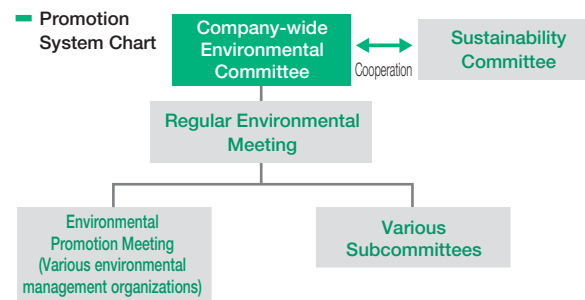 Promotion
System Chart
Company-wide
Environmental
Committee
Cooperation
Sustainability
Committee
Regular Environmental
Meeting
Environmental
Promotion Meeting
(Various environmental
management organizations)
Various
Subcommittees